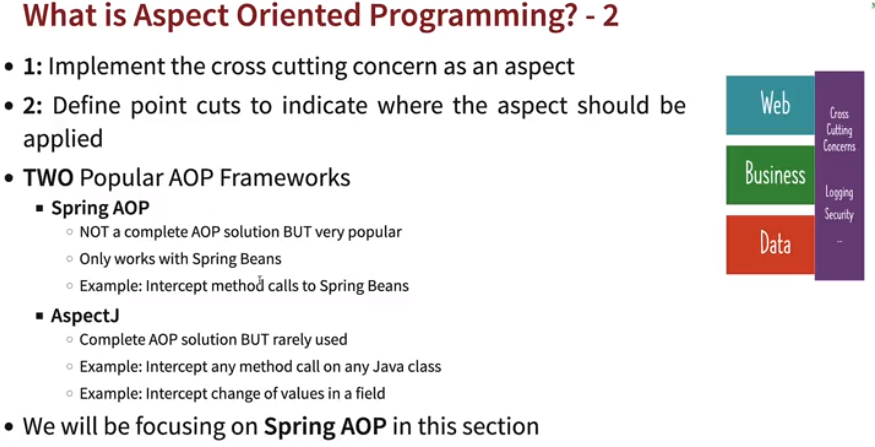 What is Aspect Oriented Programming? - 2
• 1: Implement the cross cutting concern as an aspect
• 2: Define point cuts to indicate where the aspect should be
applied
• TWO Popular AOP Frameworks
▪ Spring AOP
○ NOT a complete AOP solution BUT very popular
○ Only works with Spring Beans
○ Example: Intercept method calls to Spring Beans
▪ AspectJ
○ Complete AOP solution BUT rarely used
○ Example: Intercept any method call on any Java class
○ Example: Intercept change of values in a field
• We will be focusing on Spring AOP in this section
Web
Business
Data
Cross
Cutting
Concerns
Logging
Security
...